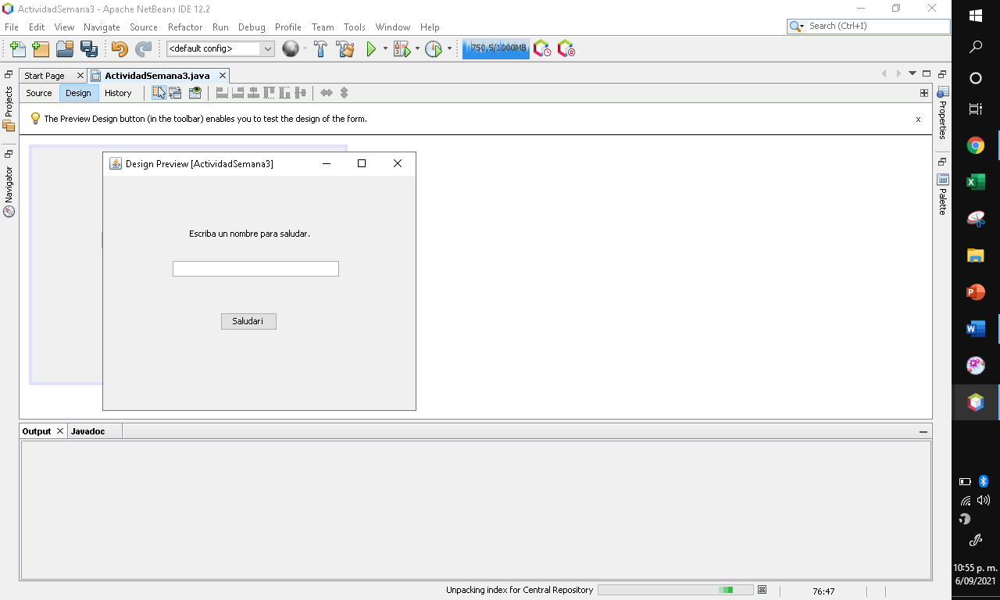 ActividadSemana3 - Apache NetBeans IDE 12.2
File Edit View Navigate Source Refactor Run Debug Profile Team Tools Window Help
Search (Ctrl+I)
<default config>
750,5/1000MB
Start Page
ActividadSemana3.java
Source Design History
The Preview Design button (in the toolbar) enables you to test the design of the form.
x
Projects
Navigator
Properties
Palette
Design Preview [ActividadSemana3]
Escriba un nombre para saludar.
Saludari
Output
Javadoc
Unpacking index for Central Repository
76:47
10:55 p. m.
6/09/2021